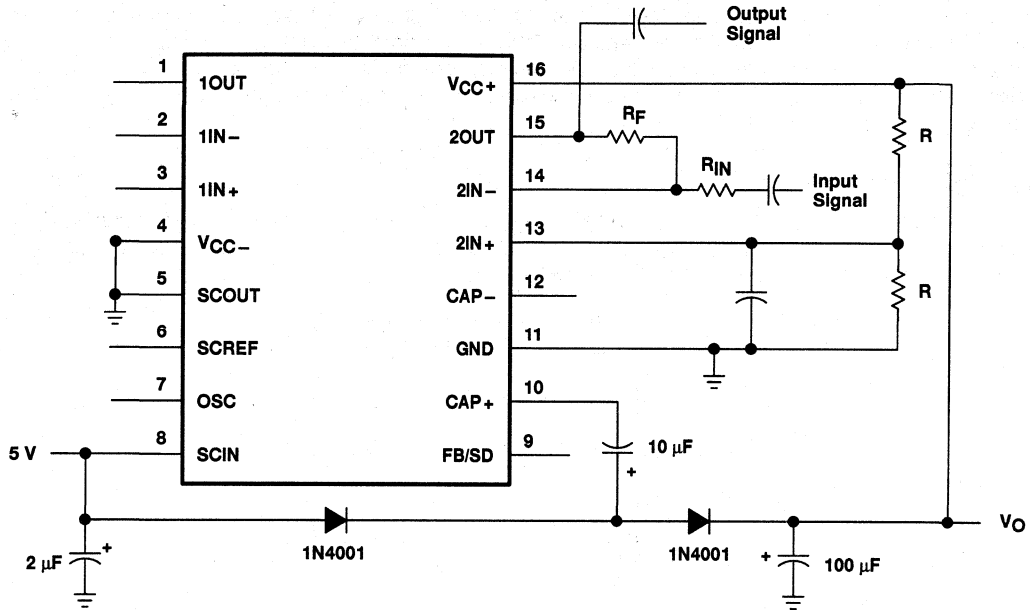 Output
Signal
1
1OUT
VCC+
16
2
1IN−
2OUT
15
RF
R
3
1IN+
2IN−
14
RIN
Input
Signal
4
VCC−
2IN+
13
5
SCOUT
CAP−
12
R
6
SCREF
GND
11
7
OSC
CAP+
10
5 V
8
SCIN
FB/SD
9
10 µF
+
1N4001
1N4001
VO
2 µF
+
+
100 µF